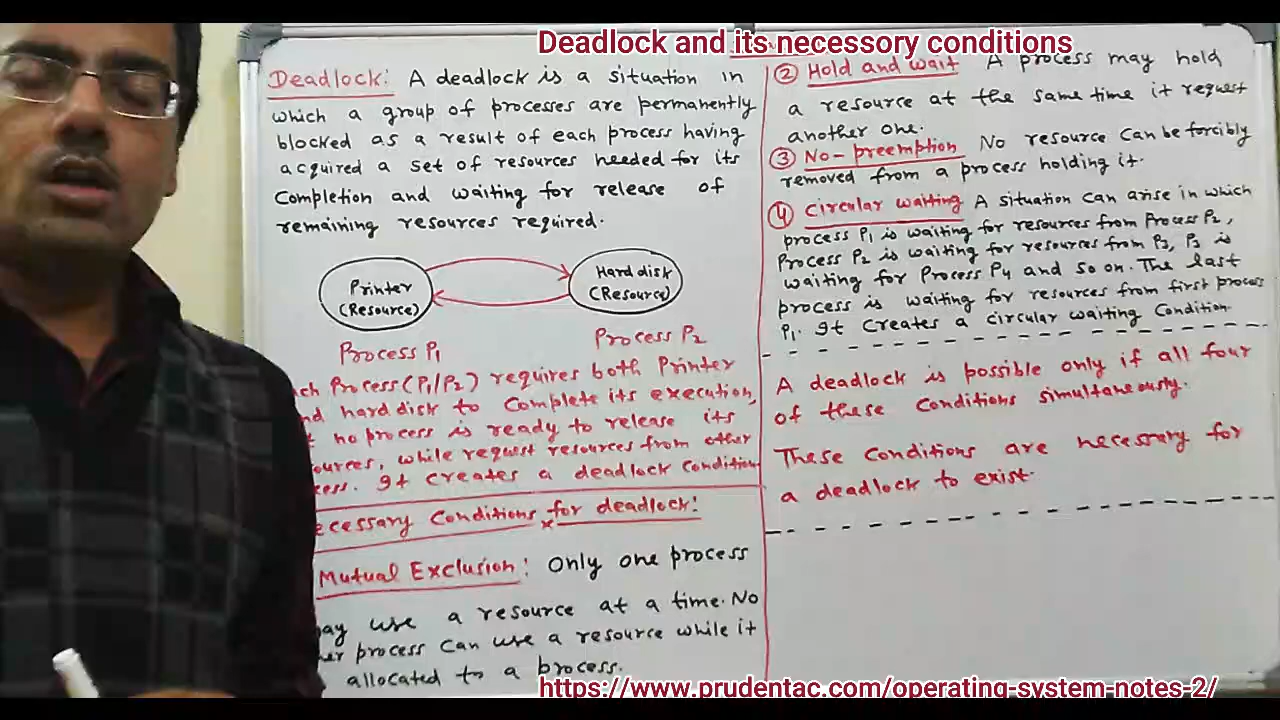 Deadlock and its necessory conditions
Deadlock: A deadlock is a situation in
which a group of processes are permanently
blocked as a result of each process having
acquired a set of resources needed for its
Completion and waiting for release of
remaining resources required.
Printer
(Resource)
Hard disk
(Resource)
Process P1
Process P2
ch Process (P1/P2) requires both Printer
nd hard disk to Complete its execution,
t no process is ready to release its
ources, while request resources from other
cess. It creates a deadlock condition
ecessary Conditions for deadlock:
x
Mutual Exclusion: Only one process
ay use a resource at a time. No
er process can use a resource while it
allocated to a process.
② Hold and wait A process may hold
a resource at the same time it request
another one.
③ No-preemption No resource can be forcibly
removed from a process holding it.
④ Circular waiting A situation can arise in which
process P1 is waiting for resources from Process P2,
Process P2 is waiting for resources from P3, P3 is
waiting for Process P4 and so on. The last
process is waiting for resources from first process
P1. It creates a circular waiting Condition.
A deadlock is possible only if all four
of these Conditions simultaneously.
These Conditions are necessary for
a deadlock to exist.
https://www.prudentac.com/operating-system-notes-2/